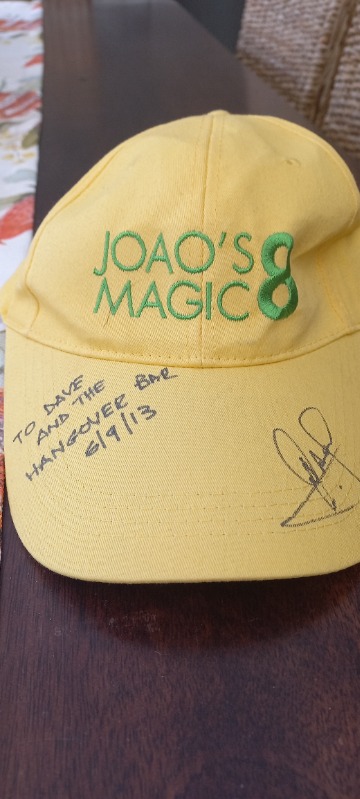 JOAO'S
MAGIC 8
TO DAVE
AND THE
HANGOVER BAR
6/9/13